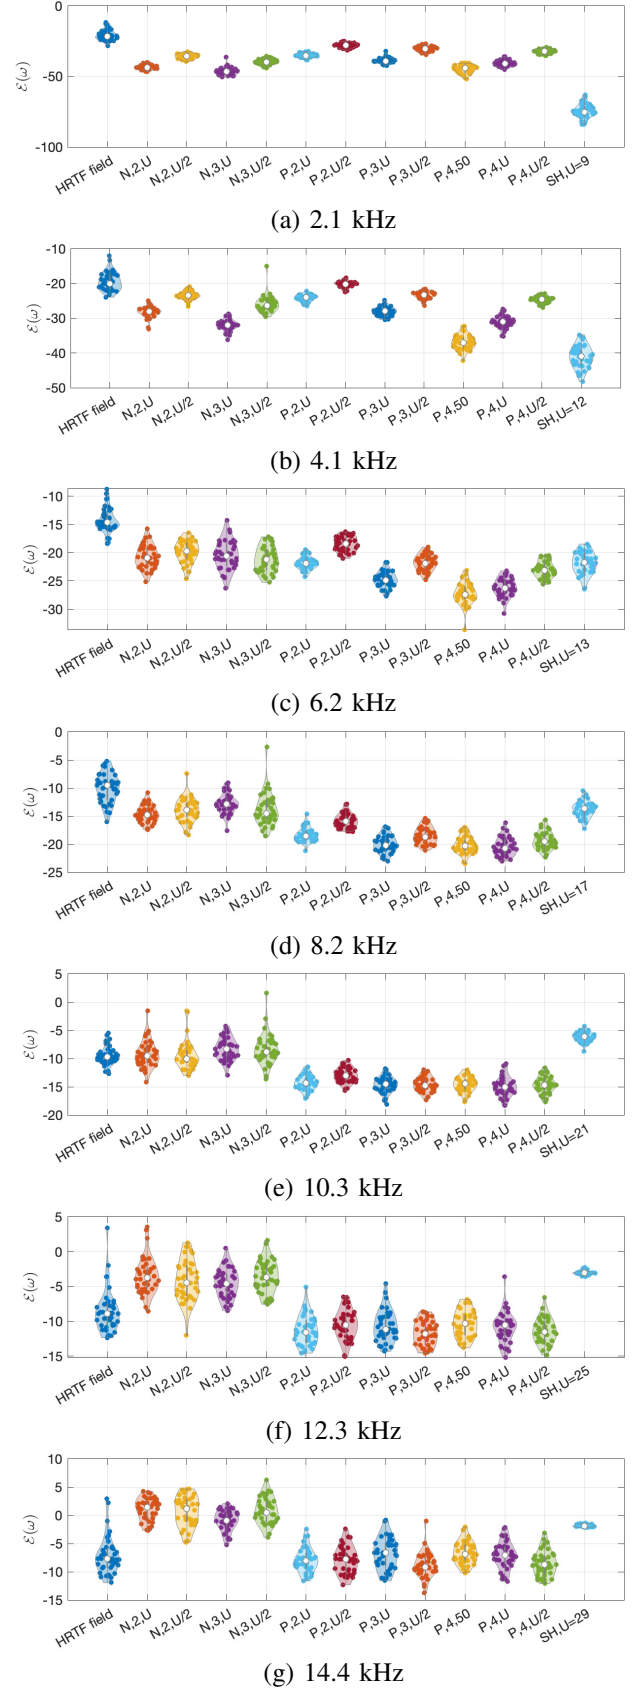 0
-50
-100
ℰ(ω)
HRTF field N,2,U N,2,U/2 N,3,U N,3,U/2 P,2,U P,2,U/2 P,3,U P,3,U/2 P,4,50 P,4,U P,4,U/2 SH,U=9
(a) 2.1 kHz
-10
-20
-30
-40
-50
ℰ(ω)
HRTF field N,2,U N,2,U/2 N,3,U N,3,U/2 P,2,U P,2,U/2 P,3,U P,3,U/2 P,4,50 P,4,U P,4,U/2 SH,U=12
(b) 4.1 kHz
-10
-15
-20
-25
-30
ℰ(ω)
HRTF field N,2,U N,2,U/2 N,3,U N,3,U/2 P,2,U P,2,U/2 P,3,U P,3,U/2 P,4,50 P,4,U P,4,U/2 SH,U=13
(c) 6.2 kHz
0
-5
-10
-15
-20
-25
ℰ(ω)
HRTF field N,2,U N,2,U/2 N,3,U N,3,U/2 P,2,U P,2,U/2 P,3,U P,3,U/2 P,4,50 P,4,U P,4,U/2 SH,U=17
(d) 8.2 kHz
5
0
-5
-10
-15
-20
ℰ(ω)
HRTF field N,2,U N,2,U/2 N,3,U N,3,U/2 P,2,U P,2,U/2 P,3,U P,3,U/2 P,4,50 P,4,U P,4,U/2 SH,U=21
(e) 10.3 kHz
5
0
-5
-10
-15
ℰ(ω)
HRTF field N,2,U N,2,U/2 N,3,U N,3,U/2 P,2,U P,2,U/2 P,3,U P,3,U/2 P,4,50 P,4,U P,4,U/2 SH,U=25
(f) 12.3 kHz
10
5
0
-5
-10
-15
ℰ(ω)
HRTF field N,2,U N,2,U/2 N,3,U N,3,U/2 P,2,U P,2,U/2 P,3,U P,3,U/2 P,4,50 P,4,U P,4,U/2 SH,U=29
(g) 14.4 kHz